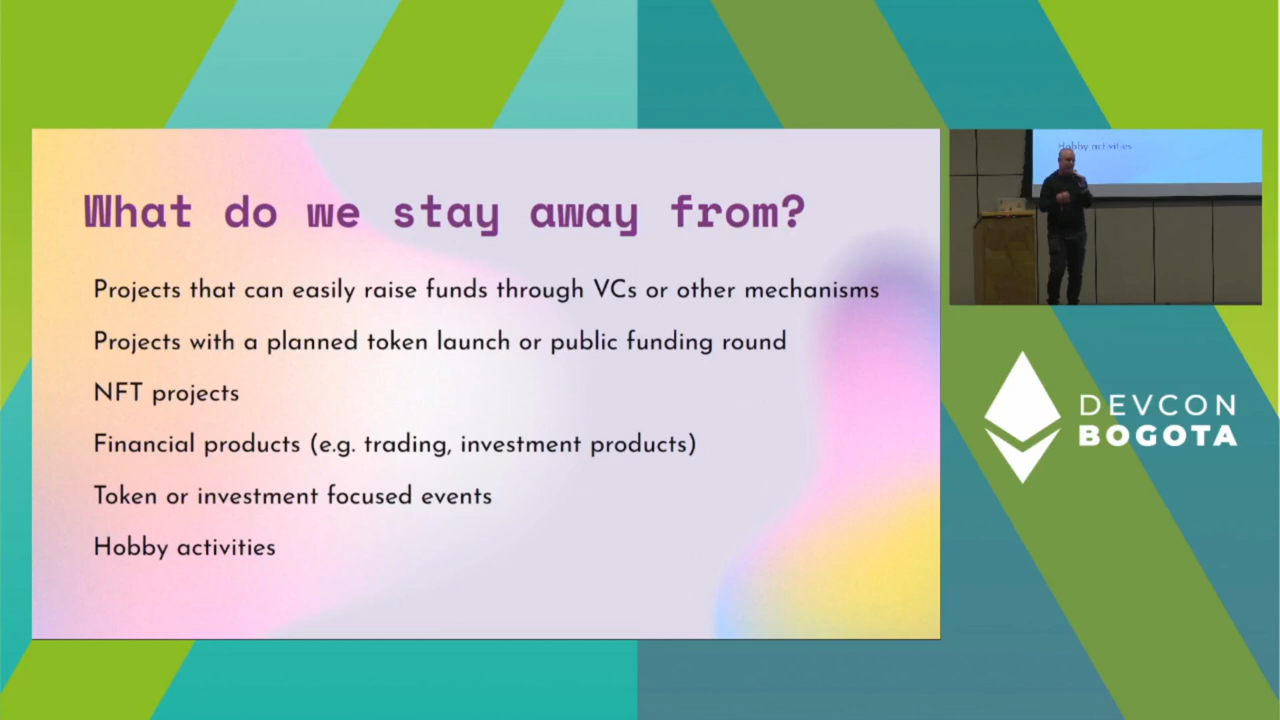 What do we stay away from?
Projects that can easily raise funds through VCs or other mechanisms
Projects with a planned token launch or public funding round
NFT projects
Financial products (e.g. trading, investment products)
Token or investment focused events
Hobby activities
Hobby activities
DEVCON
BOGOTA